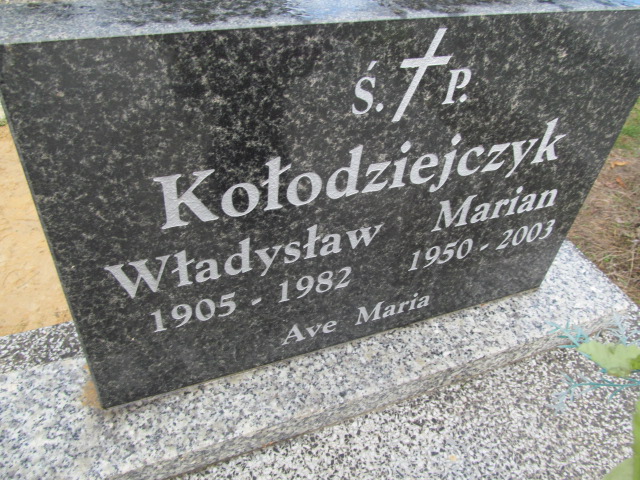 Ś. P.
Kołodziejczyk
Władysław Marian
1905 - 1982 1950 - 2003
Ave Maria